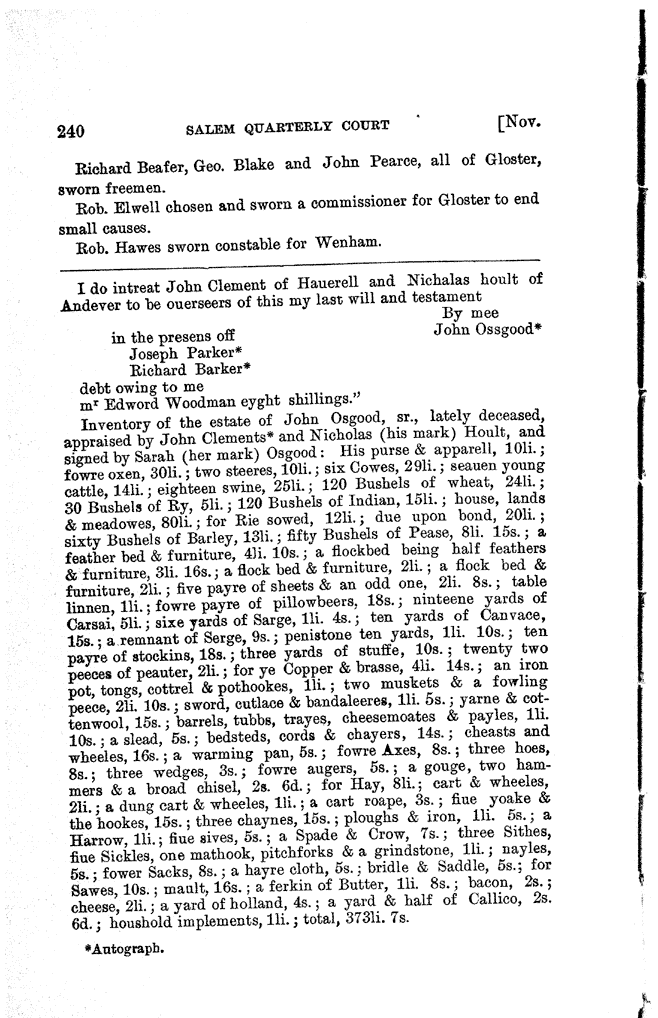 240 SALEM QUARTERLY COURT [Nov.
Richard Beafer, Geo. Blake and John Pearce, all of Gloster,
sworn freemen.
Rob. Elwell chosen and sworn a commissioner for Gloster to end
small causes.
Rob. Hawes sworn constable for Wenham.
I do intreat John Clement of Hauerell and Nichalas hoult of
Andever to be ouerseers of this my last will and testament
By mee
in the presens off John Ossgood*
Joseph Parker*
Richard Barker*
debt owing to me
mr Edword Woodman eyght shillings."
Inventory of the estate of John Osgood, sr., lately deceased,
appraised by John Clements* and Nicholas (his mark) Hoult, and
signed by Sarah (her mark) Osgood: His purse & apparell, 10li.;
fowre oxen, 30li.; two steeres, 10li.; six Cowes, 29li.; seauen young
cattle, 14li.; eighteen swine, 25li.; 120 Bushels of wheat, 24li.;
30 Bushels of Ry, 5li.; 120 Bushels of Indian, 15li.; house, lands
& meadowes, 80li.; for Rie sowed, 12li.; due upon bond, 20li.;
sixty Bushels of Barley, 13li.; fifty Bushels of Pease, 8li. 15s.; a
feather bed & furniture, 4li. 10s.; a flockbed being half feathers
& furniture, 3li. 16s.; a flock bed & furniture, 2li.; a flock bed &
furniture, 2li.; five payre of sheets & an odd one, 2li. 8s.; table
linnen, 1li.; fowre payre of pillowbeers, 18s.; ninteene yards of
Carsai, 5li.; sixe yards of Sarge, 1li. 4s.; ten yards of Canvace,
15s.; a remnant of Serge, 9s.; penistone ten yards, 1li. 10s.; ten
payre of stockins, 18s.; three yards of stuffe, 10s.; twenty two
peeces of peauter, 2li.; for ye Copper & brasse, 4li. 14s.; an iron
pot, tongs, cottrel & pothookes, 1li.; two muskets & a fowling
peece, 2li. 10s.; sword, cutlace & bandaleeres, 1li. 5s.; yarne & cot-
tenwool, 15s.; barrels, tubbs, trayes, cheesemoates & payles, 1li.
10s.; a slead, 5s.; bedsteds, cords & chayers, 14s.; cheasts and
wheeles, 16s.; a warming pan, 5s.; fowre Axes, 8s.; three hoes,
8s.; three wedges, 3s.; fowre augers, 5s.; a gouge, two ham-
mers & a broad chisel, 2s. 6d.; for Hay, 8li.; cart & wheeles,
2li.; a dung cart & wheeles, 1li.; a cart roape, 3s.; fiue yoake &
the hookes, 15s.; three chaynes, 15s.; ploughs & iron, 1li. 5s.; a
Harrow, 1li.; fiue sives, 5s.; a Spade & Crow, 7s.; three Sithes,
fiue Sickles, one mathook, pitchforks & a grindstone, 1li.; nayles,
5s.; fower Sacks, 8s.; a hayre cloth, 5s.; bridle & Saddle, 5s.; for
Sawes, 10s.; mault, 16s.; a ferkin of Butter, 1li. 8s.; bacon, 2s.;
cheese, 2li.; a yard of holland, 4s.; a yard & half of Callico, 2s.
6d.; houshold implements, 1li.; total, 373li. 7s.
*Autograph.